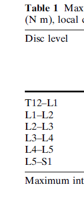 Table 1 Max
(N m), local c
Disc level
T12–L1
L1–L2
L2–L3
L3–L4
L4–L5
L5–S1
Maximum int